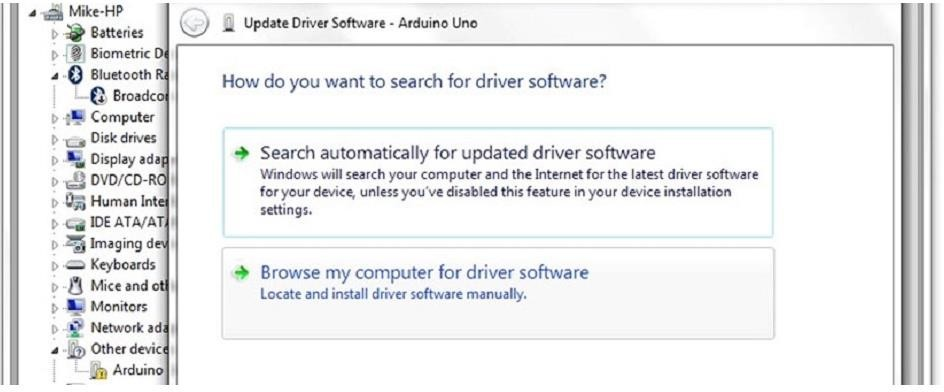 Mike-HP
Batteries
Biometric De
Bluetooth Ra
Broadcor
Computer
Disk drives
Display adap
DVD/CD-RO
Human Inter
IDE ATA/ATA
Imaging dev
Keyboards
Mice and oth
Monitors
Network ada
Other device
Arduino
Update Driver Software - Arduino Uno
How do you want to search for driver software?
Search automatically for updated driver software
Windows will search your computer and the Internet for the latest driver software
for your device, unless you've disabled this feature in your device installation
settings.
Browse my computer for driver software
Locate and install driver software manually.